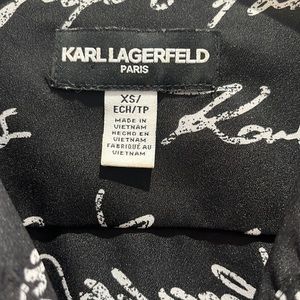 KARL LAGERFELD
PARIS
XS/
ECH/TP
MADE IN
VIETNAM
HECHO EN
VIETNAM
FABRIQUÉ AU
VIETNAM